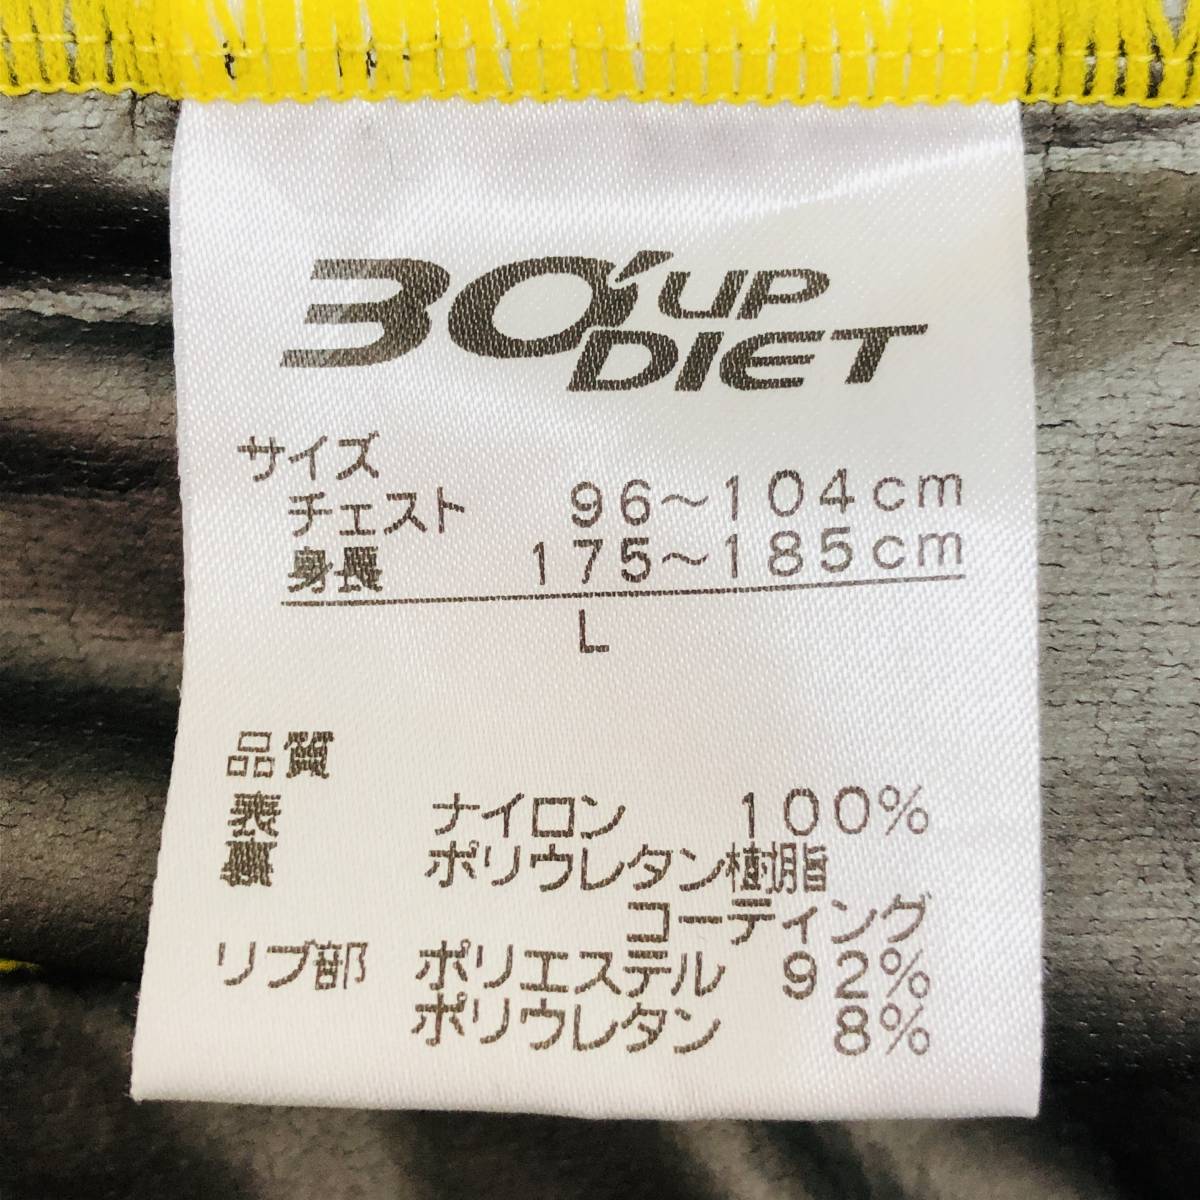 30' UP
DIET
サイズ
チェスト 96～104cm
身長 175～185cm
L
品質
表 ナイロン 100%
裏 ポリウレタン樹脂
コーティング
リブ部 ポリエステル 92%
ポリウレタン 8%